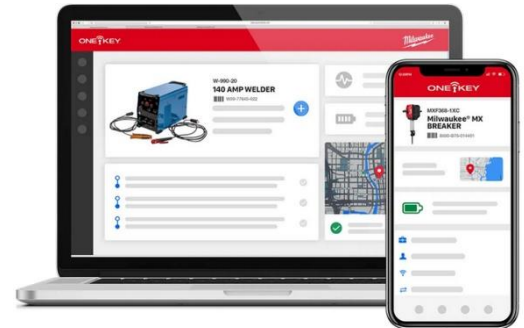 ONE KEY
Milwaukee
W-990-20
140 AMP WELDER
ONE KEY
MXF368-1XC
Milwaukee® MX
BREAKER